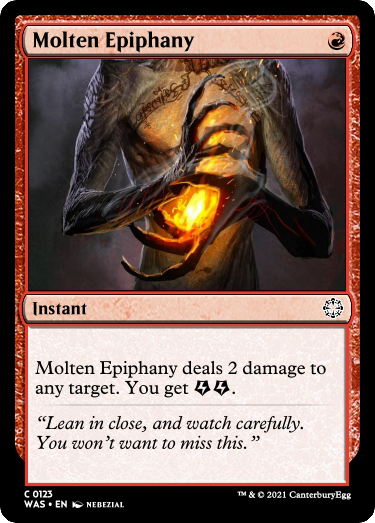 Molten Epiphany
Instant
Molten Epiphany deals 2 damage to
any target. You get
.
“Lean in close, and watch carefully.
You won’t want to miss this.”
C 0123
WAS • EN NEBEZIAL
™ & © 2021 CanterburyEgg